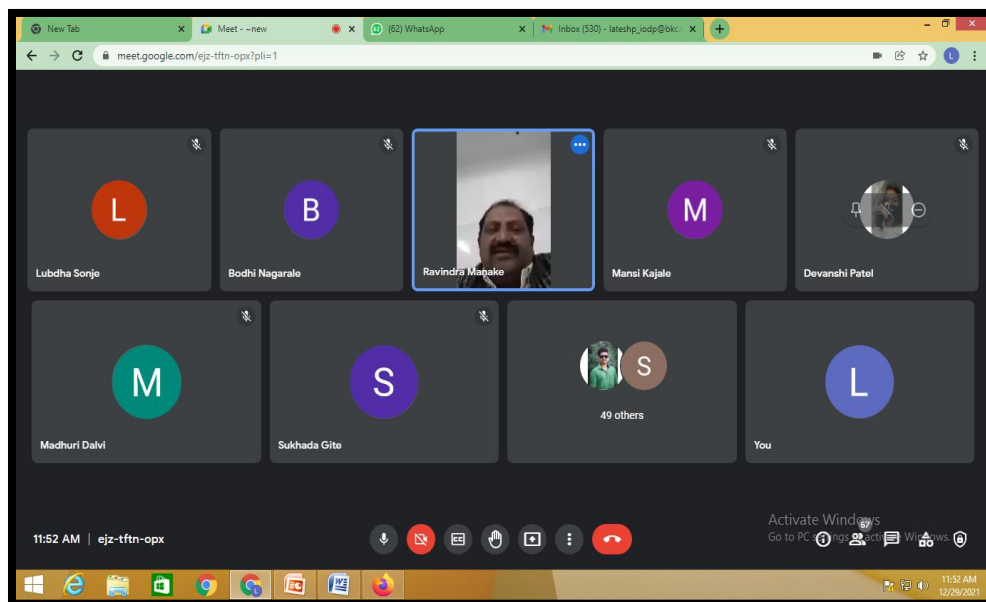 New Tab
Meet - ~new
(62) WhatsApp
Inbox (530) - lateshp_iodp@bkc.
meet.google.com/ejz-tftn-opx?pli=1
L
L
B
M
Lubdha Sonje
Bodhi Nagarale
Ravindra Manake
Mansi Kajale
Devanshi Patel
M
S
S
49 others
L
Madhuri Dalvi
Sukhada Gite
You
11:52 AM | ejz-tftn-opx
CC
57
Activate Windows
Go to PC settings to activate Windows.
11:52 AM
12/29/2021